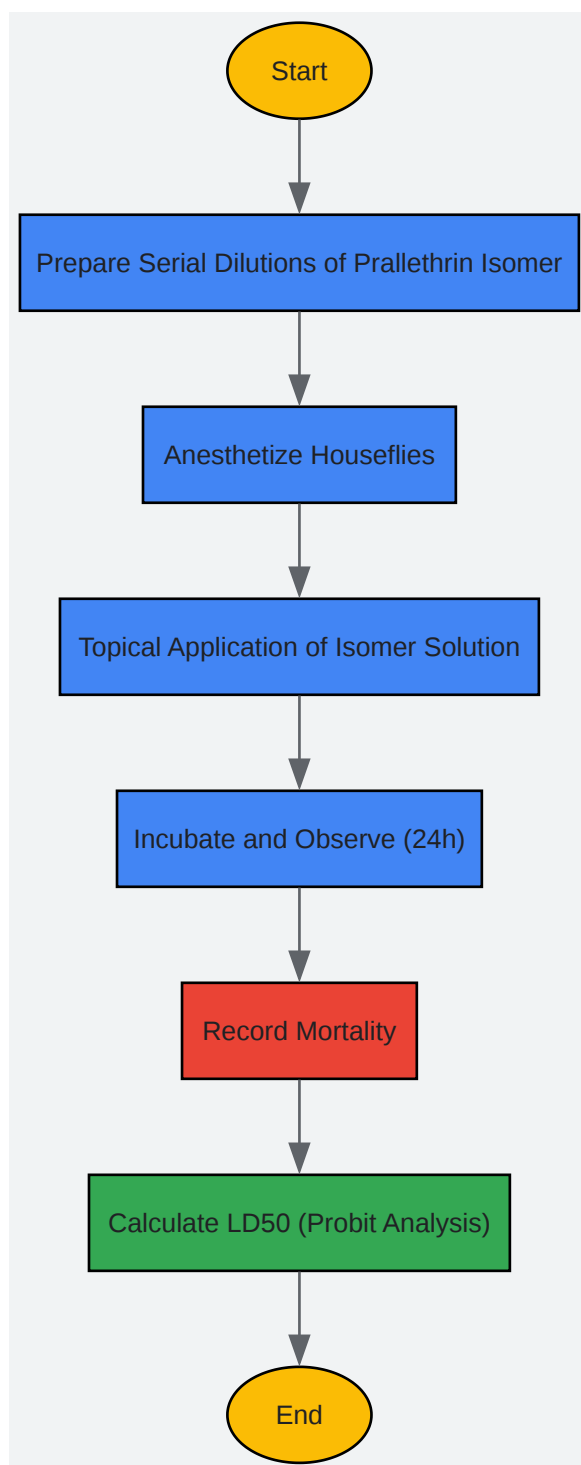 Start
Prepare Serial Dilutions of Prallethrin Isomer
Anesthetize Houseflies
Topical Application of Isomer Solution
Incubate and Observe (24h)
Record Mortality
Calculate LD50 (Probit Analysis)
End